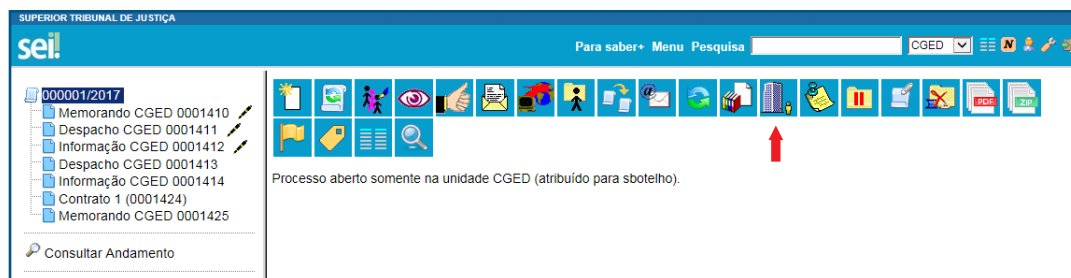 SUPERIOR TRIBUNAL DE JUSTIÇA
sei!
Para saber+ Menu Pesquisa
CGED
N
000001/2017
Memorando CGED 0001410
Despacho CGED 0001411
Informação CGED 0001412
Despacho CGED 0001413
Informação CGED 0001414
Contrato 1 (0001424)
Memorando CGED 0001425
Consultar Andamento
PDF
ZIP
Processo aberto somente na unidade CGED (atribuído para sbotelho).